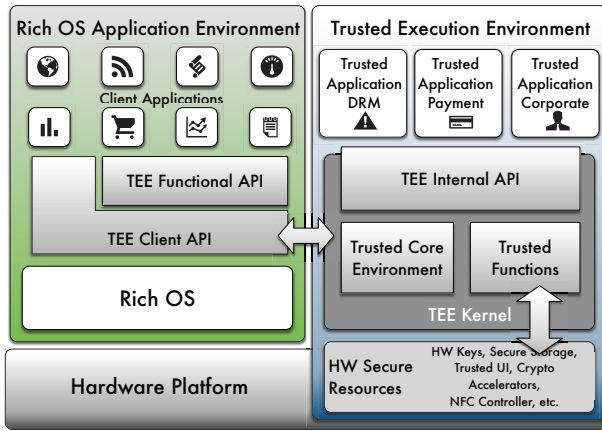 Rich OS Application Environment
Client Applications
TEE Functional API
TEE Client API
Rich OS
Hardware Platform
Trusted Execution Environment
Trusted
Application
DRM
Trusted
Application
Payment
Trusted
Application
Corporate
TEE Internal API
Trusted Core
Environment
Trusted
Functions
TEE Kernel
HW Secure
Resources
HW Keys, Secure Storage,
Trusted UI, Crypto
Accelerators,
NFC Controller, etc.